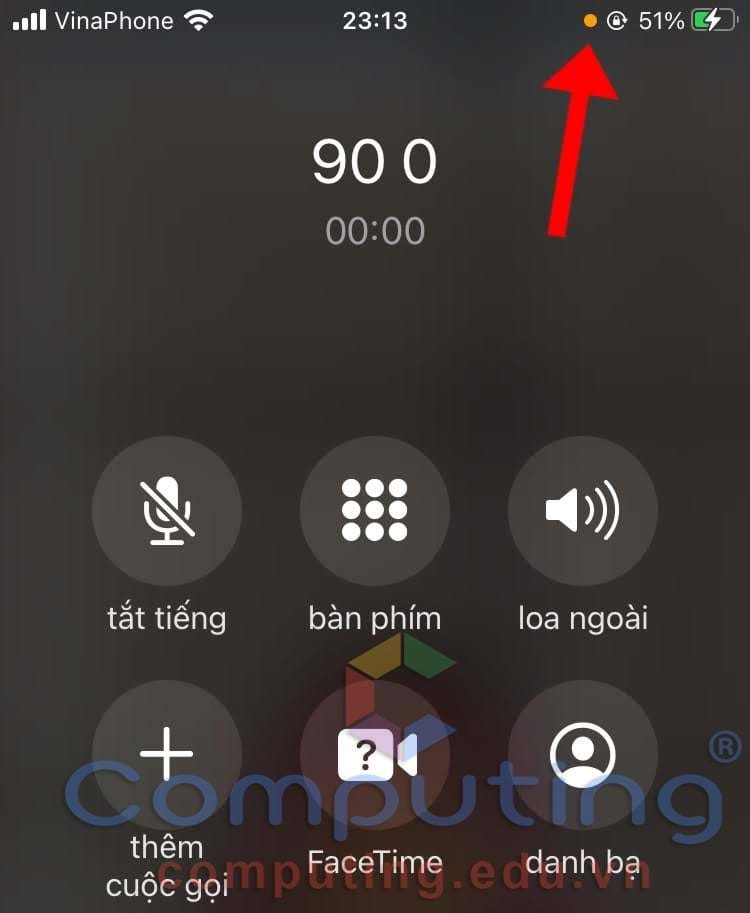 VinaPhone 23:13 51%
90 0
00:00
tắt tiếng bàn phím loa ngoài
?
®
Computing
thêm
cuộc gọi FaceTime danh bạ
computing.edu.vn